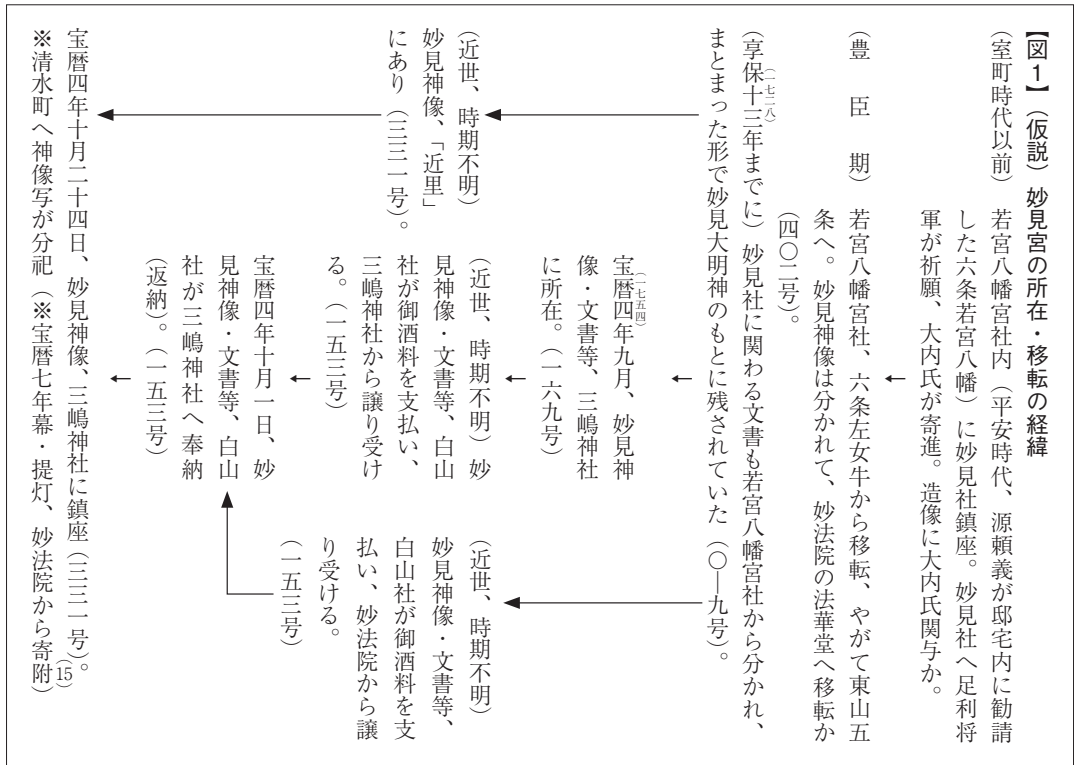 【図1】（仮説）妙見宮の所在・移転の経緯
（室町時代以前）若宮八幡宮社内（平安時代、源頼義が邸宅内に勧請
した六条若宮八幡）に妙見社鎮座。妙見社へ足利将
軍が祈願、大内氏が寄進。造像に大内氏関与か。
（豊臣期）若宮八幡宮社、六条左女牛から移転、やがて東山五
条へ。妙見神像は分かれて、妙法院の法華堂へ移転か
（四〇二号）。
（享保十三年までに）妙見社に関わる文書も若宮八幡宮社から分かれ、
（一七二八）
まとまった形で妙見大明神のもとに残されていた（〇―九号）。
（近世、時期不明）
妙見神像、「近里」
にあり（三三一号）。
宝暦四年九月、妙見神
（一七五四）
像・文書等、三嶋神社
に所在。（一六九号）
（近世、時期不明）妙
見神像・文書等、白山
社が御酒料を支払い、
三嶋神社から譲り受け
る。（一五三号）
宝暦四年十月一日、妙
見神像・文書等、白山
社が三嶋神社へ奉納
（返納）。（一五三号）
（近世、時期不明）
妙見神像・文書等、
白山社が御酒料を支
払い、妙法院から譲
り受ける。
（一五三号）
宝暦四年十月二十四日、妙見神像、三嶋神社に鎮座（三三一号）。
※清水町へ神像写が分祀（※宝暦七年幕・提灯、妙法院から寄附）(15)